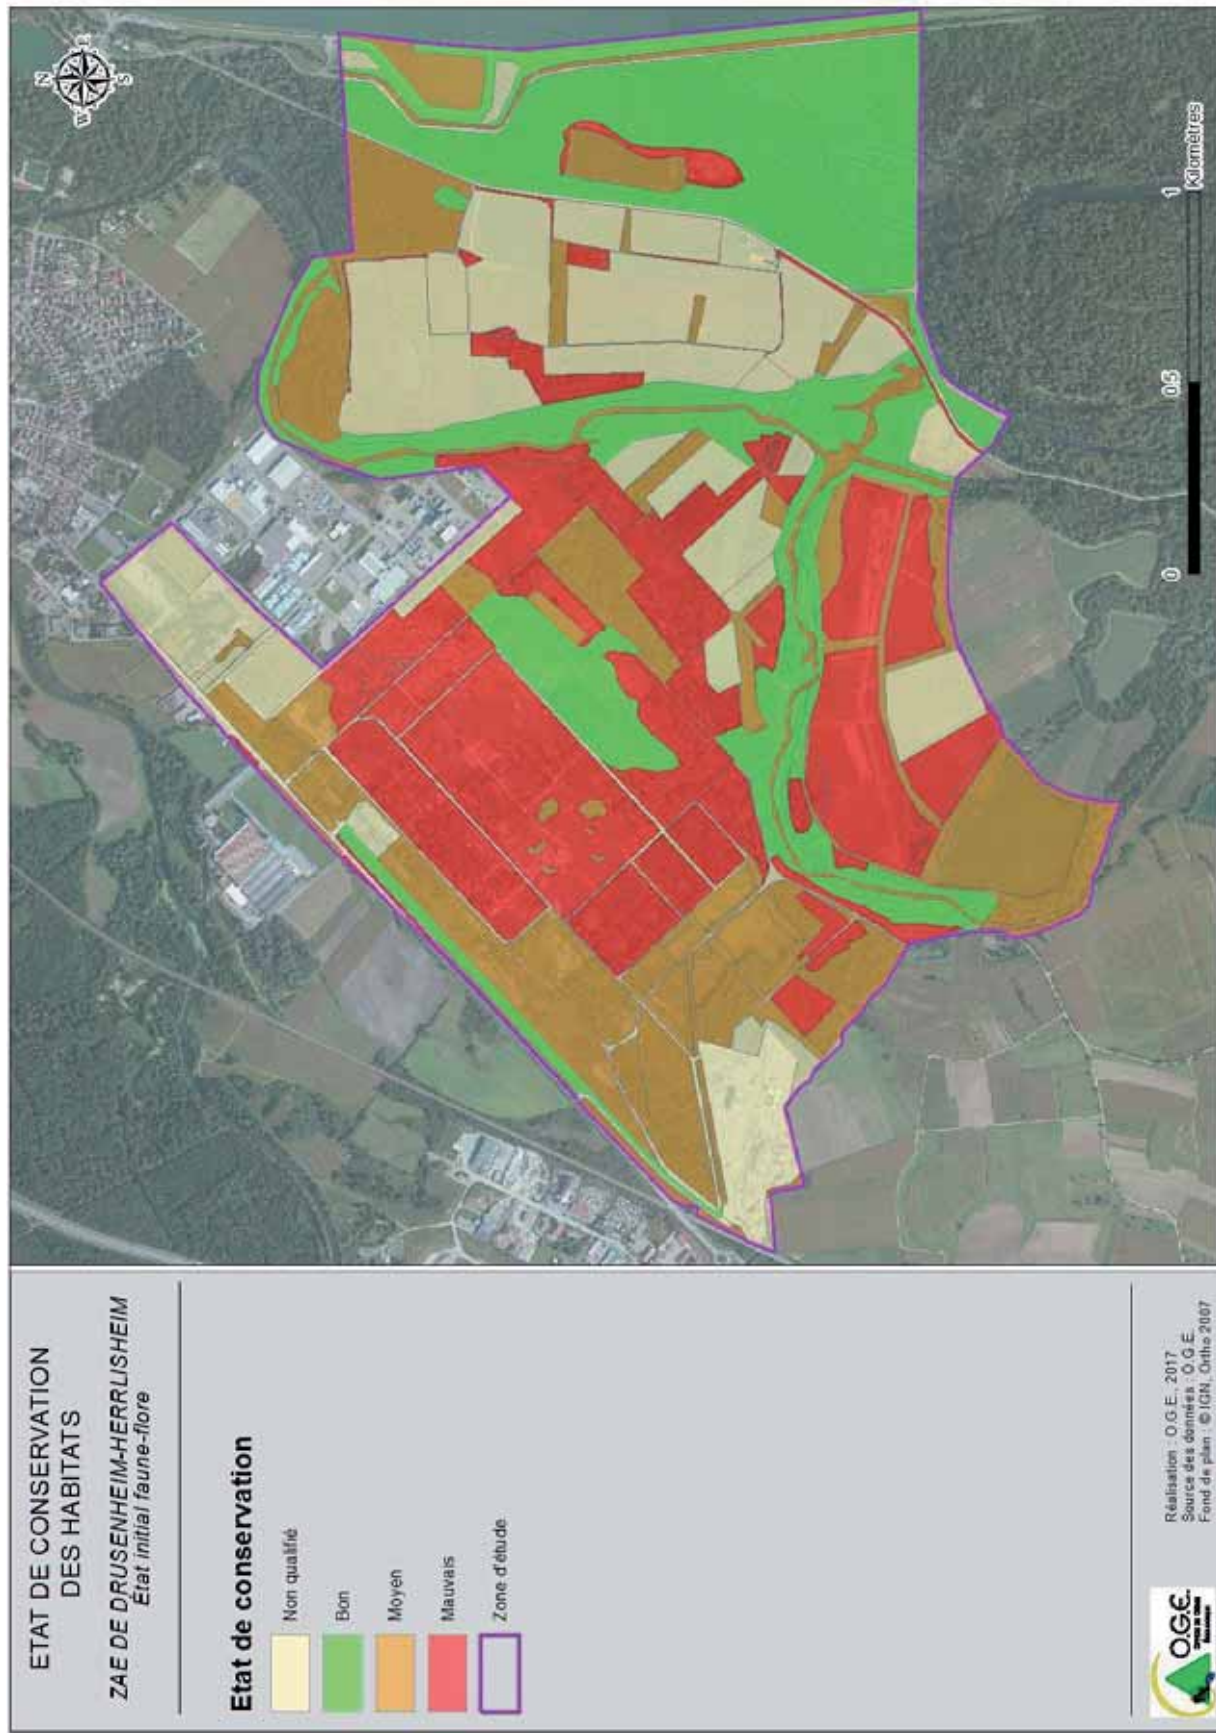 ETAT DE CONSERVATION
DES HABITATS
ZAE DE DRUSENHEIM-HERRLISHEIM
État initial faune-flore
Etat de conservation
Non qualifié
Bon
Moyen
Mauvais
Zone d'étude
Réalisation : O.G.E., 2017
Source des données : O.G.E.
Fond de plan : © IGN, Ortho 2007
O.G.E.
N
E
S
W
0
0.5
1
Kilomètres